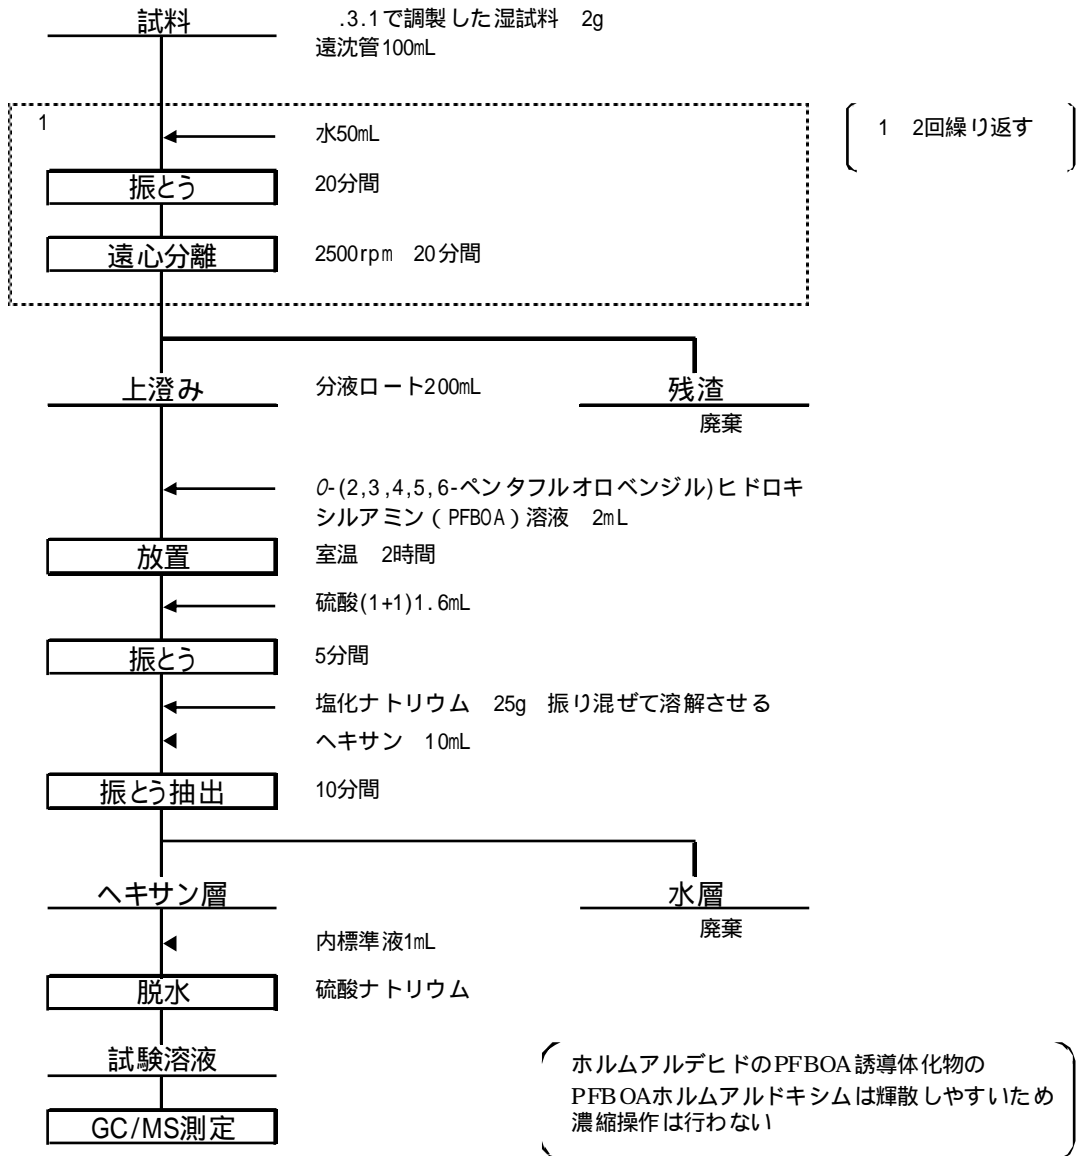 試料
.3.1で調製した湿試料 2g
遠沈管100mL
1
水50mL
1 2回繰り返す
振とう
20分間
遠心分離
2500rpm 20分間
上澄み
分液ロート200mL
残渣
廃棄
O-(2,3,4,5,6-ペンタフルオロベンジル)ヒドロキ
シルアミン(PFBOA)溶液 2mL
放置
室温 2時間
硫酸(1+1)1.6mL
振とう
5分間
塩化ナトリウム 25g 振り混ぜて溶解させる
ヘキサン 10mL
振とう抽出
10分間
ヘキサン層
水層
廃棄
内標準液1mL
脱水
硫酸ナトリウム
試験溶液
GC/MS測定
ホルムアルデヒドのPFBOA誘導体化物の
PFBOAホルムアルドキシムは輝散しやすいため
濃縮操作は行わない